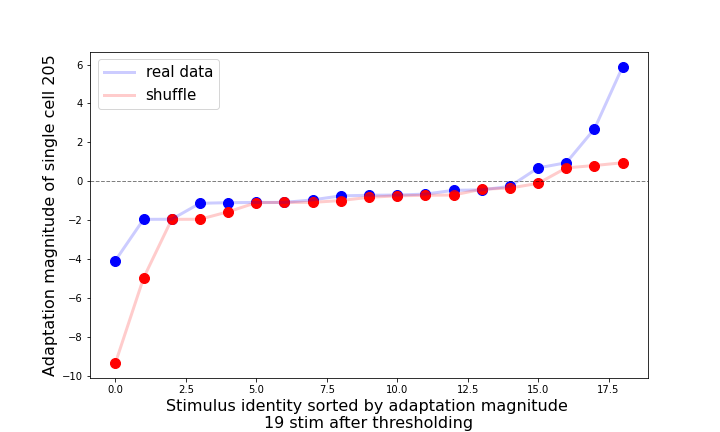 real data
shuffle
6
4
2
0
−2
−4
−6
−8
−10
Adaptation magnitude of single cell 205
0.0 2.5 5.0 7.5 10.0 12.5 15.0 17.5
Stimulus identity sorted by adaptation magnitude
19 stim after thresholding